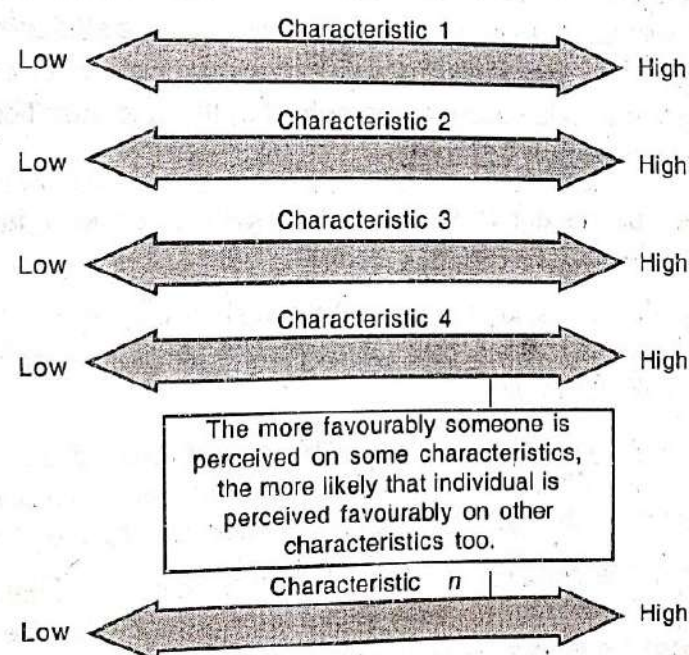 Characteristic 1
Low High
Characteristic 2
Low High
Characteristic 3
Low High
Characteristic 4
Low High
The more favourably someone is
perceived on some characteristics,
the more likely that individual is
perceived favourably on other
characteristics too.
Characteristic n
Low High